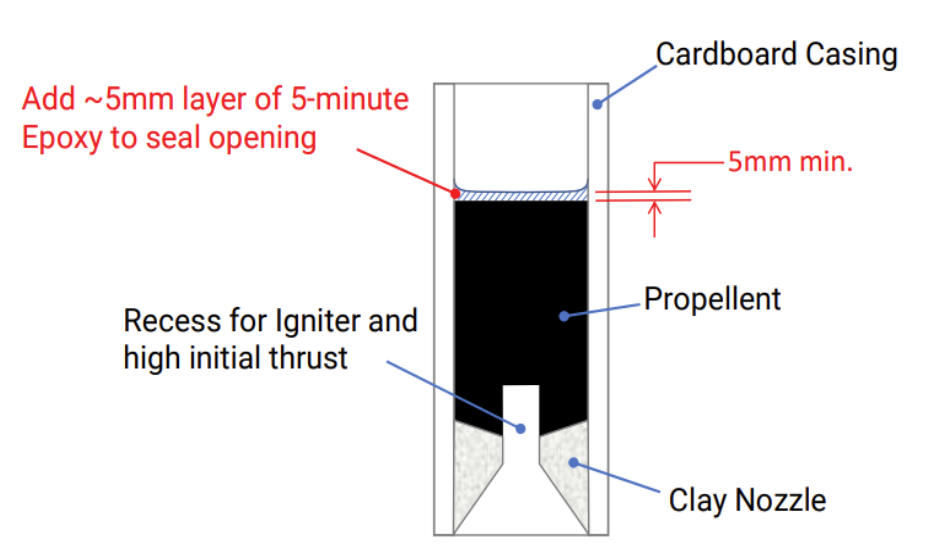 Cardboard Casing
Add ~5mm layer of 5-minute
Epoxy to seal opening
5mm min.
Propellent
Recess for Igniter and
high initial thrust
Clay Nozzle